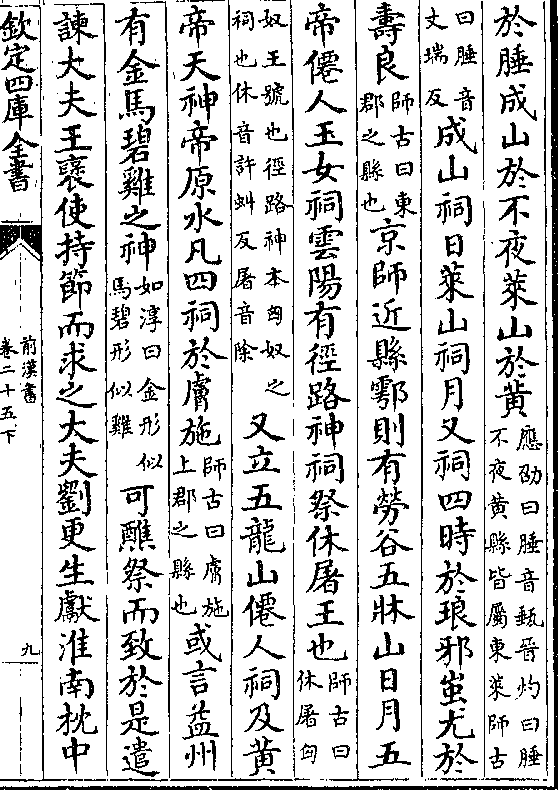 於腄成山於不夜萊山於黄應劭曰腄音甀晉灼曰腄不夜黄縣皆屬東萊師古
曰腄音丈瑞反成山祠日萊山祠月又祠四時於琅邪蚩尤於
壽良師古曰東郡之縣也京師近縣鄠則有勞谷五牀山日月五
帝僊人玉女祠雲陽有徑路神祠祭休屠王也師古曰休屠匈
奴王號也徑路神本匈奴之祠也休音許虯反屠音除又立五龍山僊人祠及黄
帝天神帝原水凡四祠於膚施師古曰膚施上郡之縣也或言益州
有金馬碧雞之神如淳曰金形似馬碧形似雞可醮祭而致於是遣
諫大夫王襃使持節而求之大夫劉更生獻淮南枕中
欽定四庫全書
前漢書
卷二十五下
九